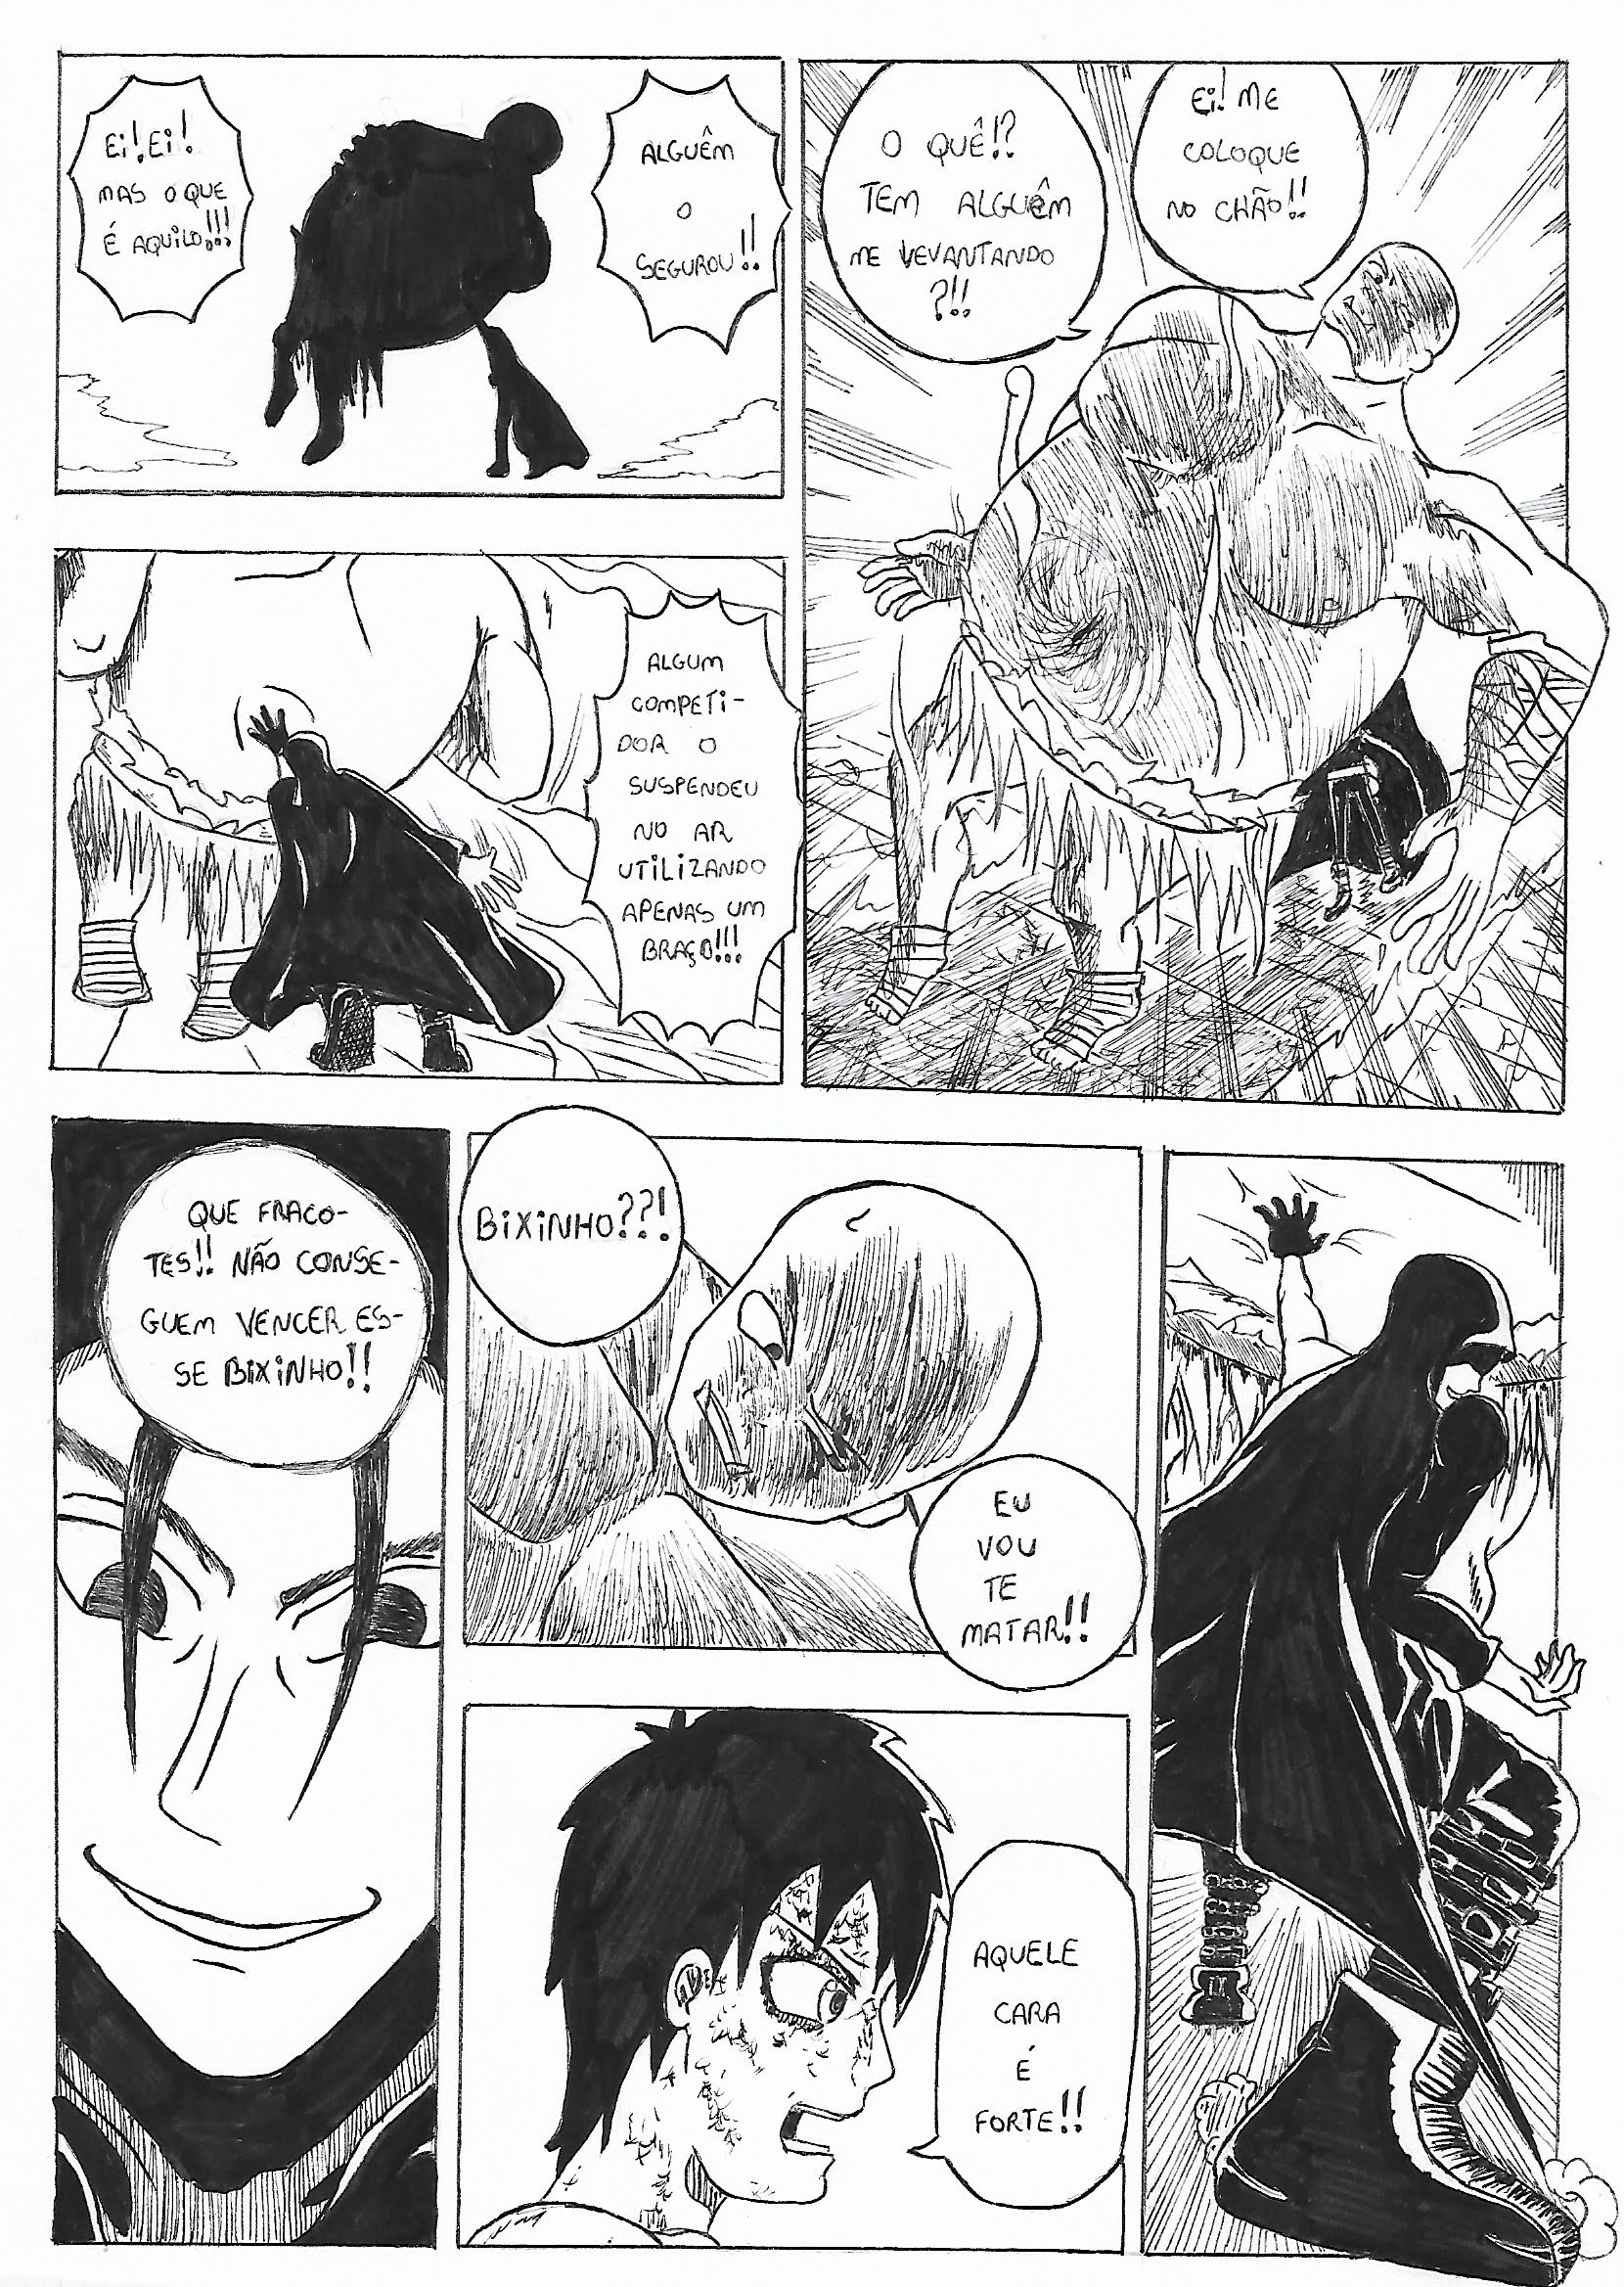 Ei! Ei!
MAS O QUE
É AQUILO!!!
ALGUÊM
O
SEGUROU!!
O QUÊ!?
TEM ALGUÊM
ME VEVANTANDO
?!!
Ei! ME
COLOQUE
NO CHÃO!!
ALGUM
COMPETI-
DOR O
SUSPENDEU
NO AR
UTILIZANDO
APENAS UM
BRAÇO!!!
QUE FRACO-
TES!! NÃO CONSE-
GUEM VENCER ES-
SE BIXINHO!!
BIXINHO??!
EU
VOU
TE
MATAR!!
AQUELE
CARA
É
FORTE!!